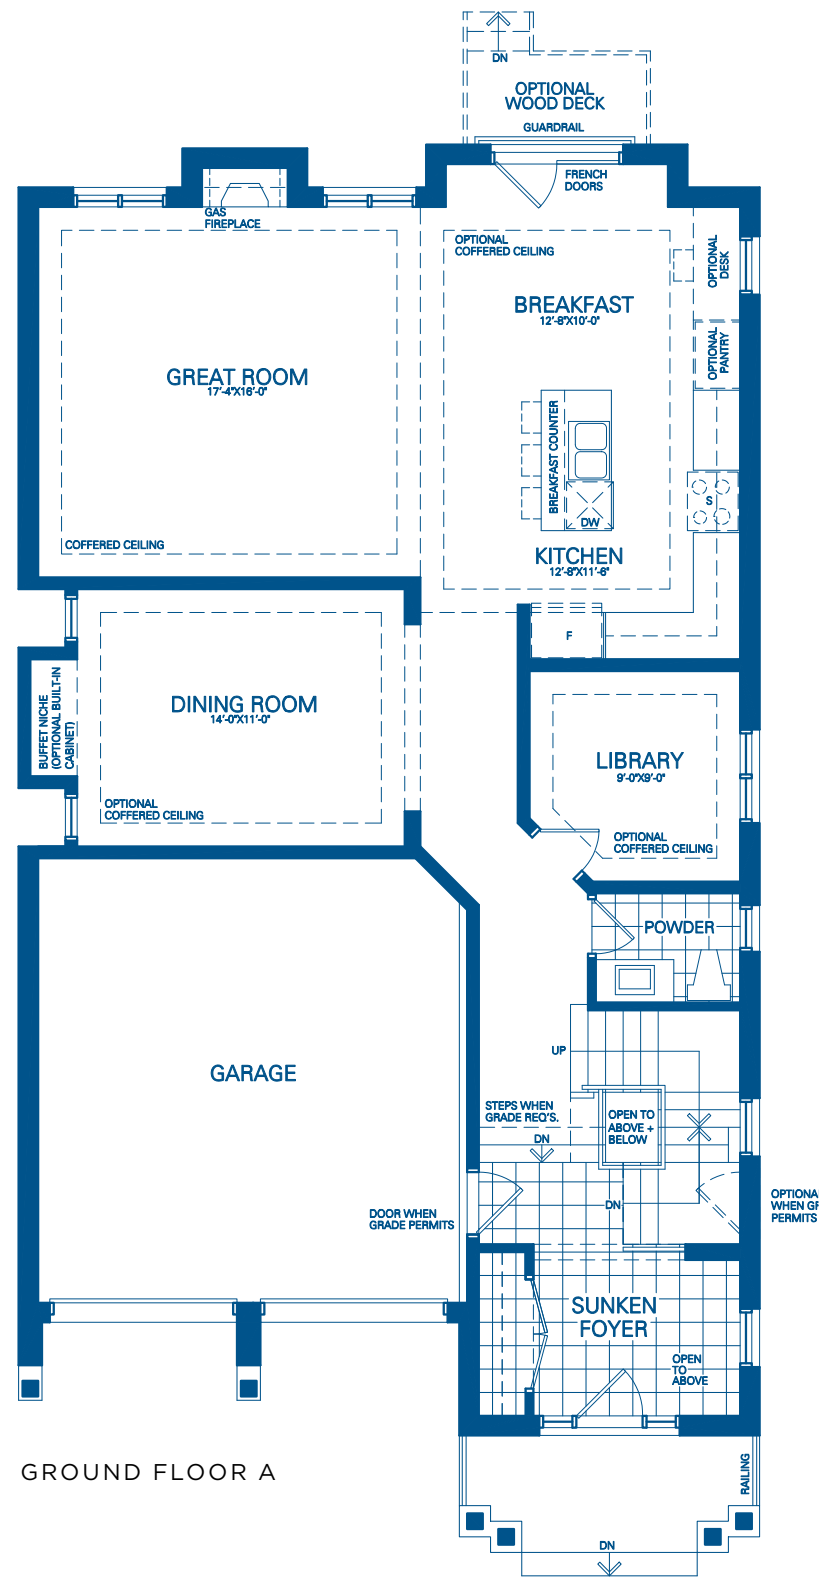 DN
OPTIONAL
WOOD DECK
GUARDRAIL
FRENCH
DOORS
GAS
FIREPLACE
OPTIONAL
COFFERED CEILING
OPTIONAL
DESK
BREAKFAST
12'-8"X10'-0"
OPTIONAL
PANTRY
GREAT ROOM
17'-4"X16'-0"
BREAKFAST COUNTER
S
DW
COFFERED CEILING
KITCHEN
12'-8"X11'-6"
F
BUFFET NICHE
(OPTIONAL BUILT-IN
CABINET)
DINING ROOM
14'-0"X11'-0"
LIBRARY
9'-0"X9'-0"
OPTIONAL
COFFERED CEILING
OPTIONAL
COFFERED CEILING
POWDER
GARAGE
UP
STEPS WHEN
GRADE REQ'S.
OPEN TO
ABOVE +
BELOW
DN
DN
DOOR WHEN
GRADE PERMITS
OPTIONA
WHEN GR
PERMITS
SUNKEN
FOYER
OPEN
TO
ABOVE
GROUND FLOOR A
RAILING
DN